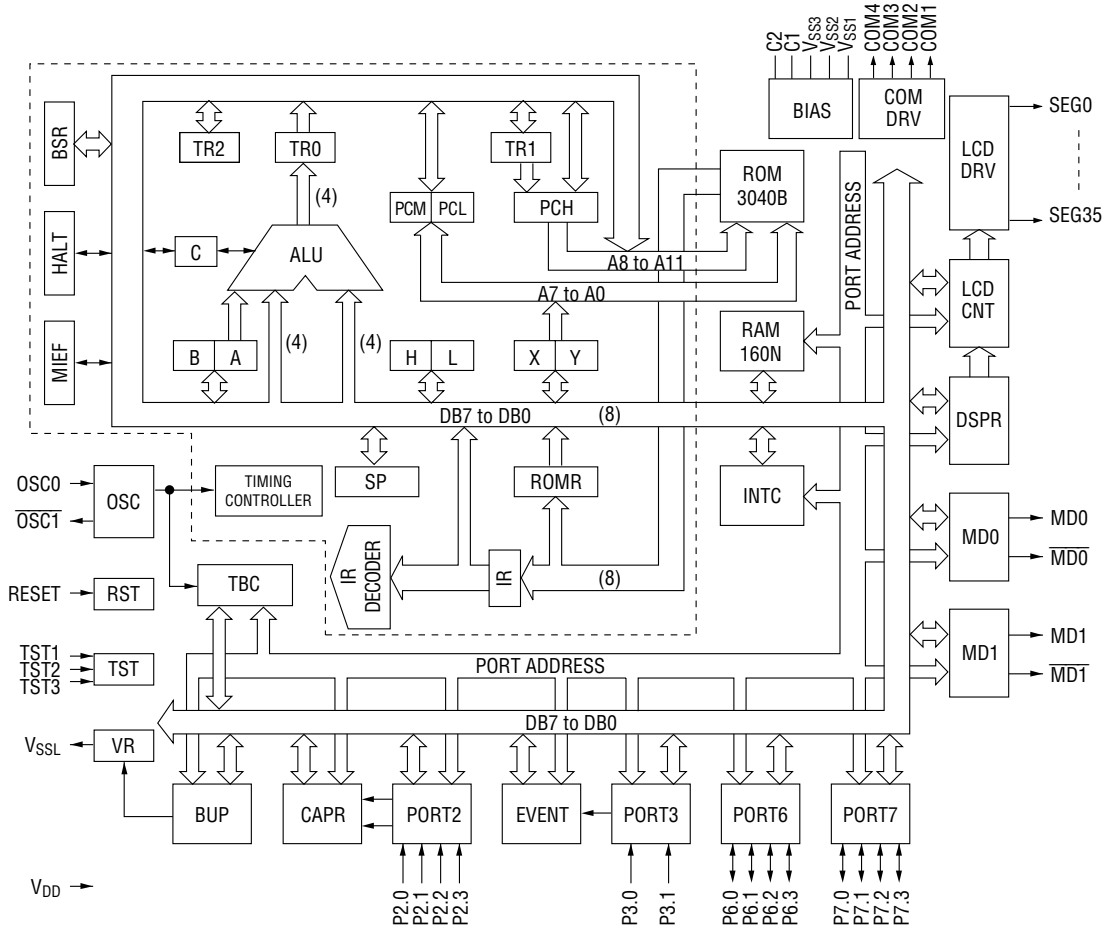 C2
C1
VSS3
VSS2
VSS1
COM4
COM3
COM2
COM1
BIAS
COM
DRV
LCD
DRV
SEG0
SEG35
BSR
TR2
TR0
TR1
ROM
3040B
(4)
PCM
PCL
PCH
PORT ADDRESS
HALT
C
ALU
A8 to A11
A7 to A0
LCD
CNT
MIEF
B
A
(4)
(4)
H
L
X
Y
RAM
160N
DB7 to DB0
(8)
DSPR
OSC0
OSC1
OSC
TIMING
CONTROLLER
SP
ROMR
INTC
MD0
MD0
MD0
RESET
RST
TBC
IR
DECODER
IR
(8)
TST1
TST2
TST3
TST
PORT ADDRESS
MD1
MD1
MD1
DB7 to DB0
VSSL
VR
BUP
CAPR
PORT2
EVENT
PORT3
PORT6
PORT7
VDD
P2.0
P2.1
P2.2
P2.3
P3.0
P3.1
P6.0
P6.1
P6.2
P6.3
P7.0
P7.1
P7.2
P7.3